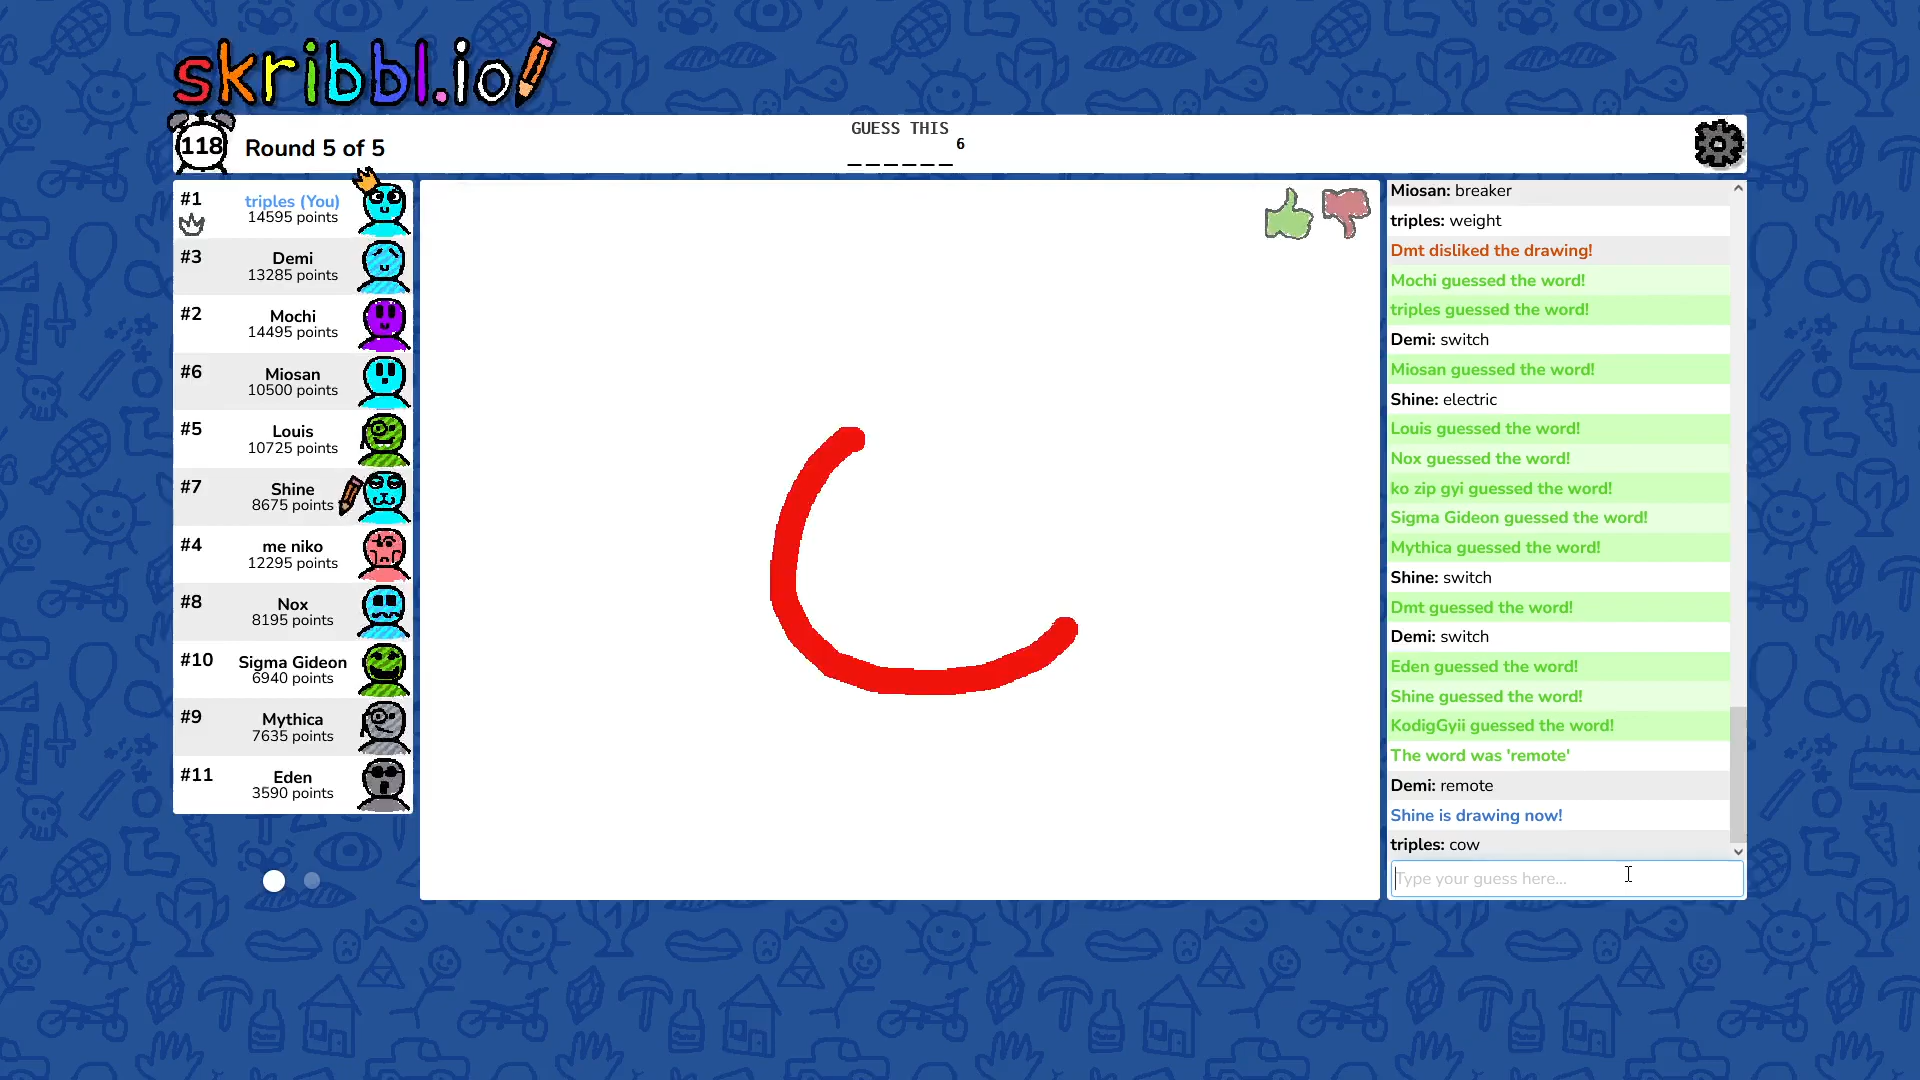 skribbl.io
118
Round 5 of 5
GUESS THIS
______ 6
#1
triples (You)
14595 points
#3
Demi
13285 points
#2
Mochi
14495 points
#6
Miosan
10500 points
#5
Louis
10725 points
#7
Shine
8675 points
#4
me niko
12295 points
#8
Nox
8195 points
#10
Sigma Gideon
6940 points
#9
Mythica
7635 points
#11
Eden
3590 points
Miosan: breaker
triples: weight
Dmt disliked the drawing!
Mochi guessed the word!
triples guessed the word!
Demi: switch
Miosan guessed the word!
Shine: electric
Louis guessed the word!
Nox guessed the word!
ko zip gyi guessed the word!
Sigma Gideon guessed the word!
Mythica guessed the word!
Shine: switch
Dmt guessed the word!
Demi: switch
Eden guessed the word!
Shine guessed the word!
KodigGyii guessed the word!
The word was 'remote'
Demi: remote
Shine is drawing now!
triples: cow
Type your guess here...